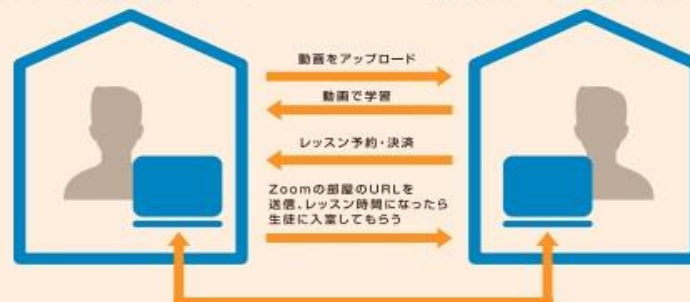 動画をアップロード
動画で学習
レッスン予約・決済
Zoomの部屋のURLを
送信、レッスン時間になったら
生徒に入室してもらう